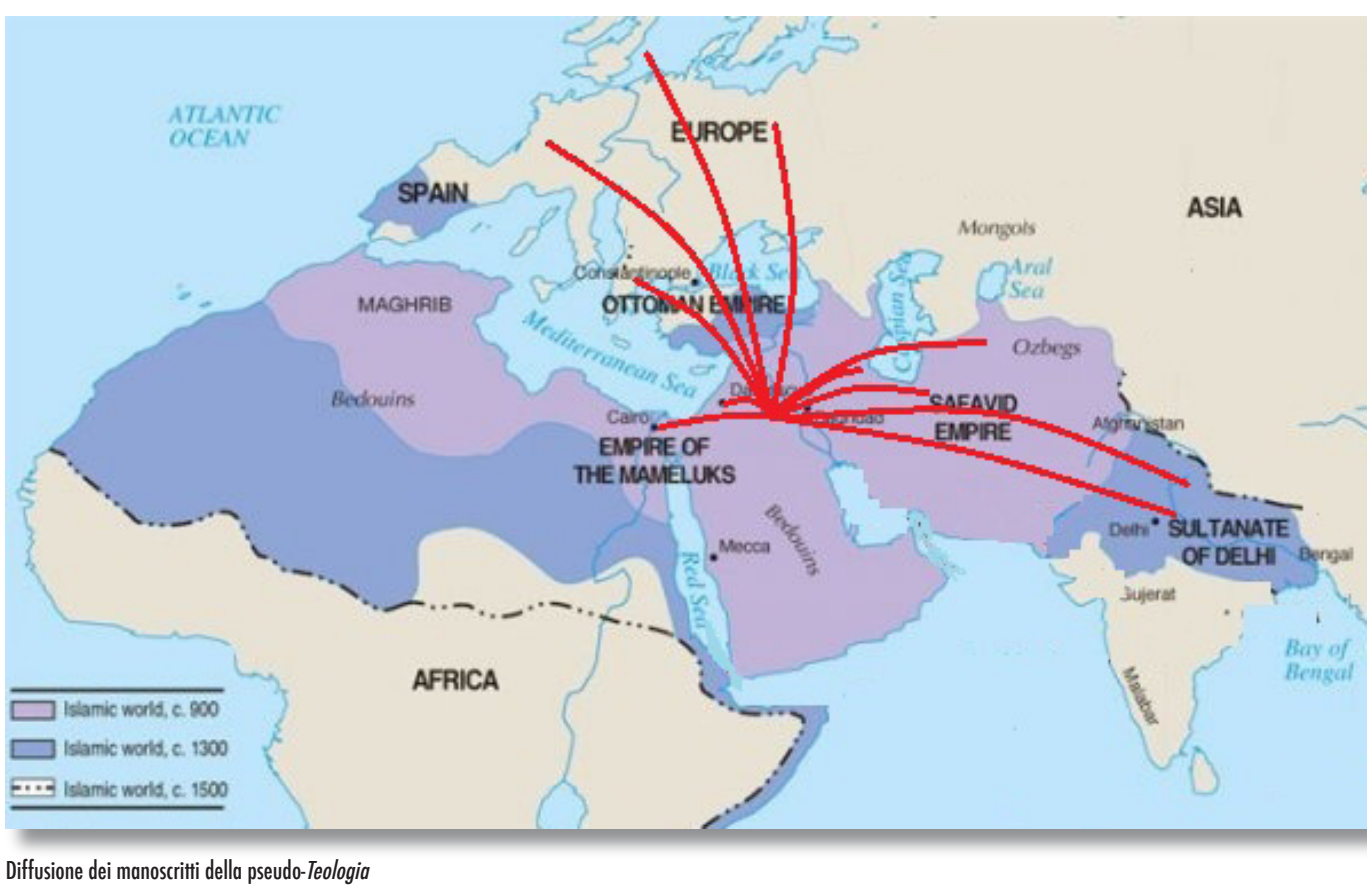 ATLANTIC
OCEAN
EUROPE
SPAIN
ASIA
Mongols
Aral
Sea
Caspian Sea
Constantinople
Black Sea
OTTOMAN EMPIRE
MAGHRIB
Mediterranean Sea
Ozbegs
Bedouins
Cairo
Baghdad
SAFAVID
EMPIRE
Afghanistan
EMPIRE OF
THE MAMELUKS
Bedouins
Mecca
Red Sea
Delhi
SULTANATE
OF DELHI
Bengal
Gujerat
Bay of
Bengal
Malabar
AFRICA
Islamic world, c. 900
Islamic world, c. 1300
Islamic world, c. 1500
Diffusione dei manoscritti della pseudo-Teologia